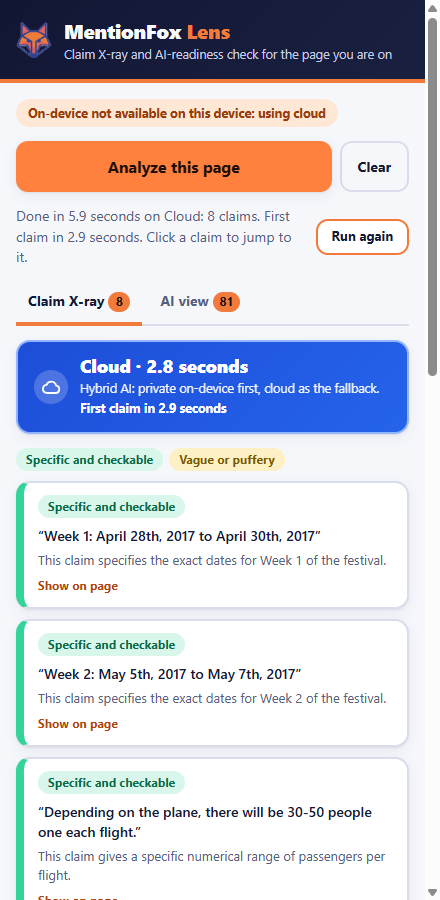 MentionFox Lens
Claim X-ray and AI-readiness check for the page you are on
On-device not available on this device: using cloud
Analyze this page
Clear
Done in 5.9 seconds on Cloud: 8 claims. First
claim in 2.9 seconds. Click a claim to jump to
it.
Run again
Claim X-ray 8
AI view 81
Cloud · 2.8 seconds
Hybrid AI: private on-device first, cloud as the fallback.
First claim in 2.9 seconds
Specific and checkable
Vague or puffery
Specific and checkable
“Week 1: April 28th, 2017 to April 30th, 2017”
This claim specifies the exact dates for Week 1 of the festival.
Show on page
Specific and checkable
“Week 2: May 5th, 2017 to May 7th, 2017”
This claim specifies the exact dates for Week 2 of the festival.
Show on page
Specific and checkable
“Depending on the plane, there will be 30-50 people
one each flight.”
This claim gives a specific numerical range of passengers per
flight.
Show on page